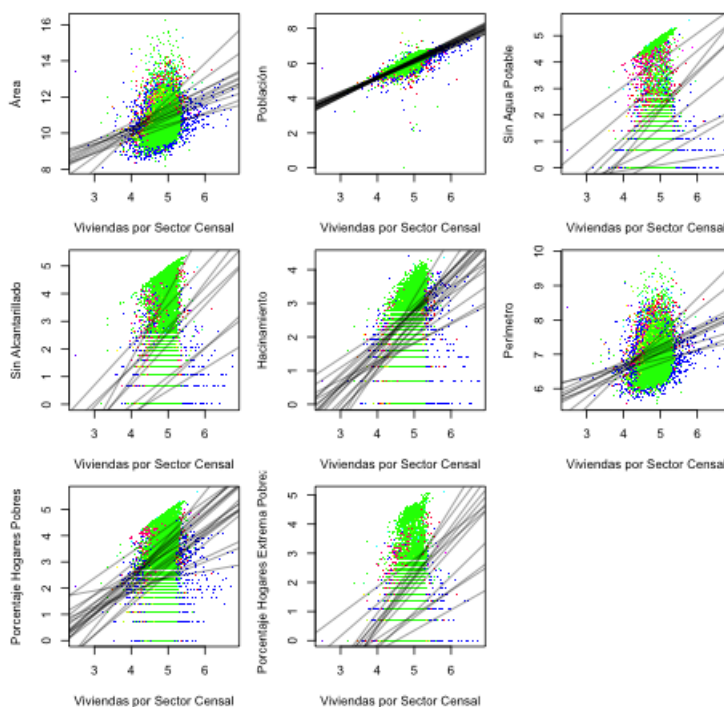 Área
8 10 12 14 16
3 4 5 6
Viviendas por Sector Censal
Población
0 2 4 6 8
3 4 5 6
Viviendas por Sector Censal
Sin Agua Potable
0 1 2 3 4 5
3 4 5 6
Viviendas por Sector Censal
Sin Alcantarillado
0 1 2 3 4 5
3 4 5 6
Viviendas por Sector Censal
Hacinamiento
0 1 2 3 4
3 4 5 6
Viviendas por Sector Censal
Perímetro
6 7 8 9 10
3 4 5 6
Viviendas por Sector Censal
Porcentaje Hogares Pobres
0 1 2 3 4 5
3 4 5 6
Viviendas por Sector Censal
Porcentaje Hogares Extrema
0 1 2 3 4 5
3 4 5 6
Viviendas por Sector Censal